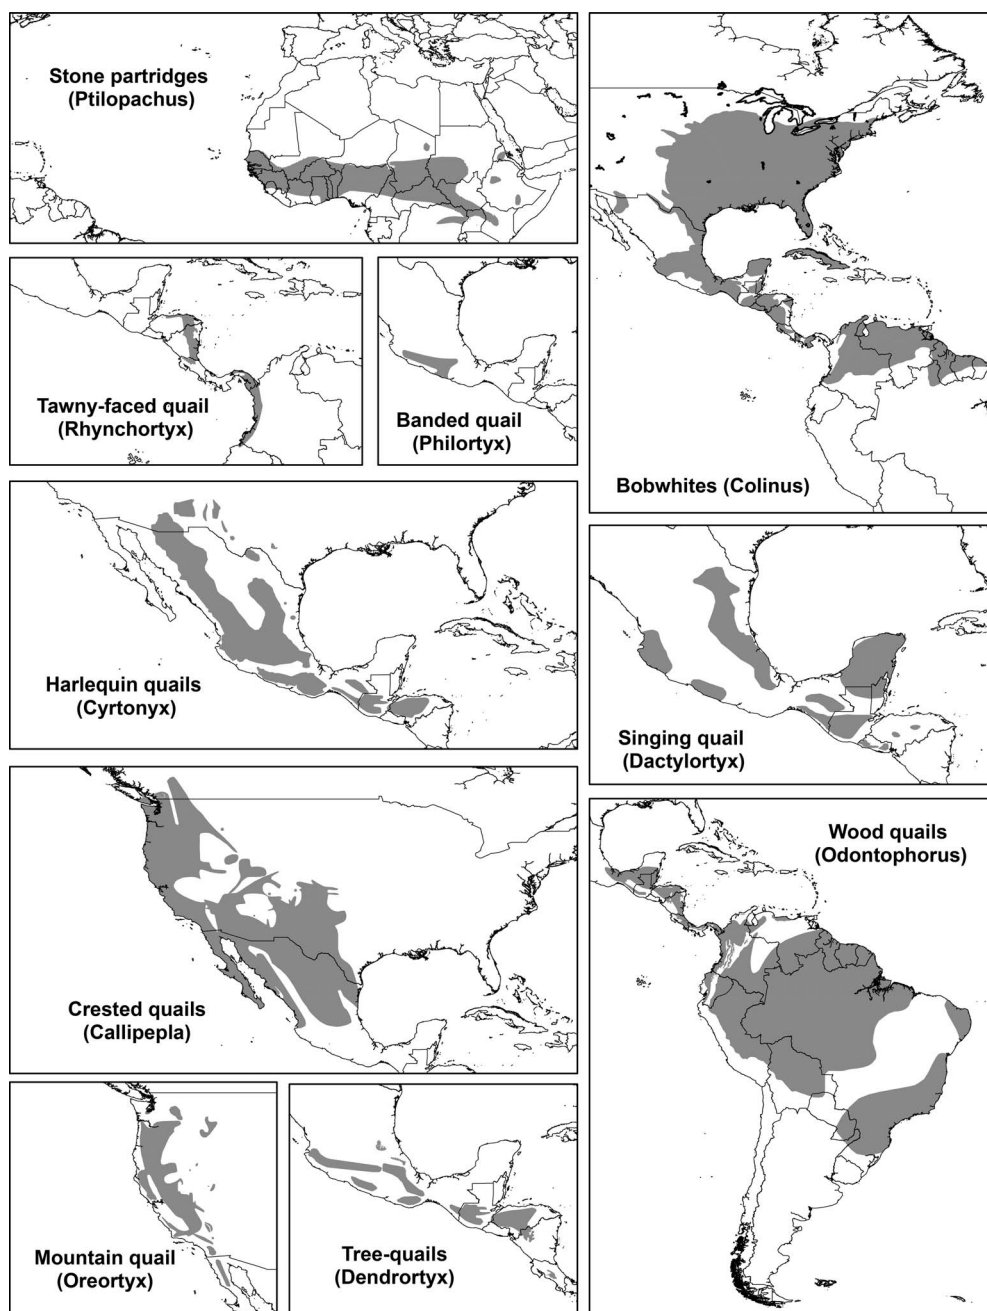 Stone partridges
(Ptilopachus)
Tawny-faced quail
(Rhynchortyx)
Banded quail
(Philortyx)
Bobwhites (Colinus)
Harlequin quails
(Cyrtonyx)
Singing quail
(Dactylortyx)
Crested quails
(Callipepla)
Wood quails
(Odontophorus)
Mountain quail
(Oreortyx)
Tree-quails
(Dendrortyx)